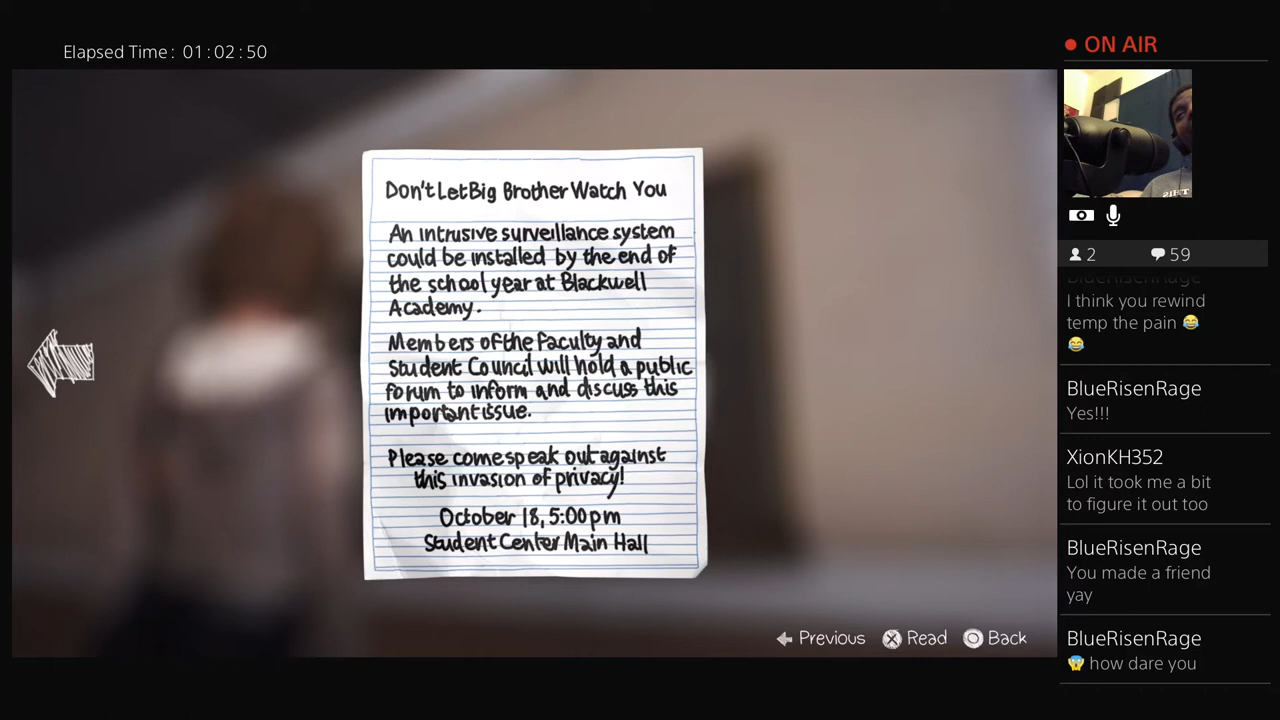 Elapsed Time: 01:02:50
ON AIR
Don't Let Big Brother Watch You
An intrusive surveillance system
could be installed by the end of
the school year at Blackwell
Academy.
Members of the Faculty and
Student Council will hold a public
forum to inform and discuss this
important issue.
Please come speak out against
this invasion of privacy!
October 18, 5:00pm
Student Center Main Hall
Previous
Read
Back
2
59
BlueRisenRage
I think you rewind
temp the pain 😂
😂
BlueRisenRage
Yes!!!
XionKH352
Lol it took me a bit
to figure it out too
BlueRisenRage
You made a friend
yay
BlueRisenRage
😱 how dare you